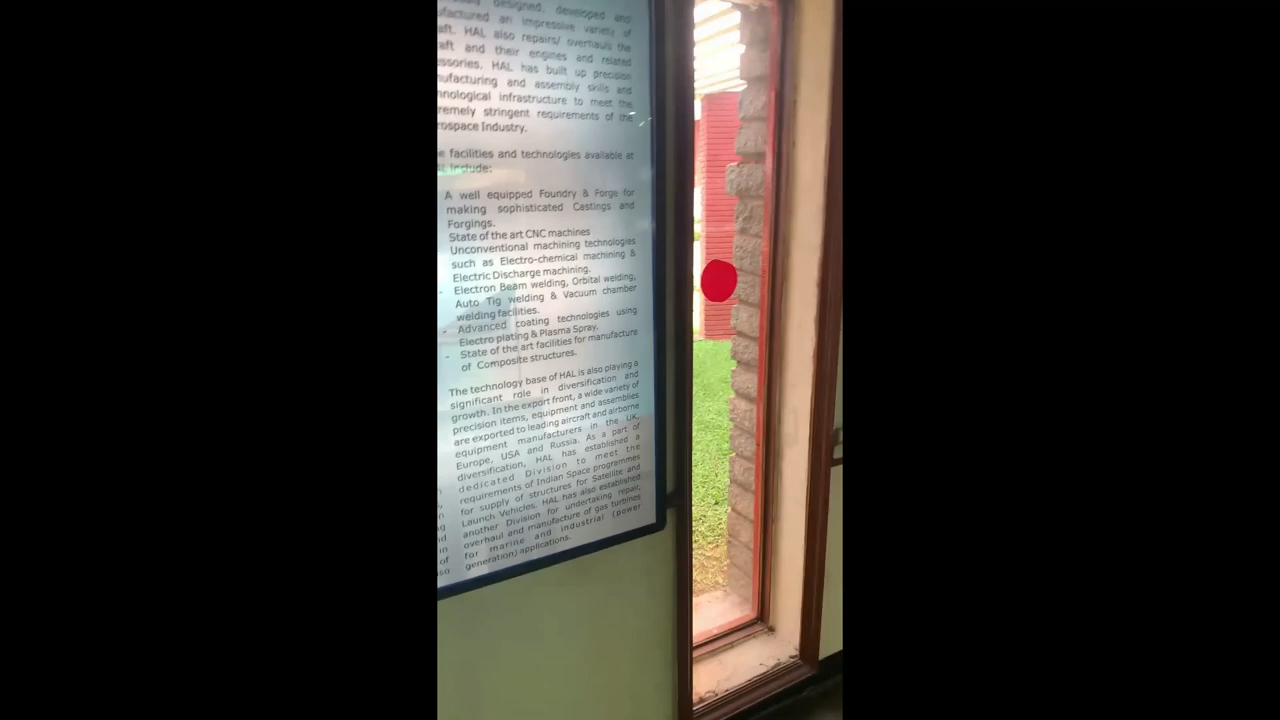 designed, developed and
an impressive variety of
HAL also repairs/ overhauls the
and their engines and related
HAL has built up precision
and assembly skills and
infrastructure to meet the
stringent requirements of the
Industry.
facilities and technologies available at
include:
A well equipped Foundry & Forge for
making sophisticated Castings and
Forgings.
State of the art CNC machines
Unconventional machining technologies
such as Electro-chemical machining &
Electric Discharge machining.
- Electron Beam welding, Orbital welding,
Auto Tig welding & Vacuum chamber
welding facilities.
- Advanced coating technologies using
Electro plating & Plasma Spray.
- State of the art facilities for manufacture
of Composite structures.
The technology base of HAL is also playing a
significant role in diversification and
growth. In the export front, a wide variety of
precision items, equipment and assemblies
are exported to leading aircraft and airborne
equipment manufacturers in the UK,
Europe, USA and Russia. As a part of
diversification, HAL has established a
dedicated Division to meet the
requirements of Indian Space programmes
for supply of structures for Satellite and
Launch Vehicles. HAL has also established
another Division for undertaking repair,
overhaul and manufacture of gas turbines
for marine and industrial (power
generation) applications.